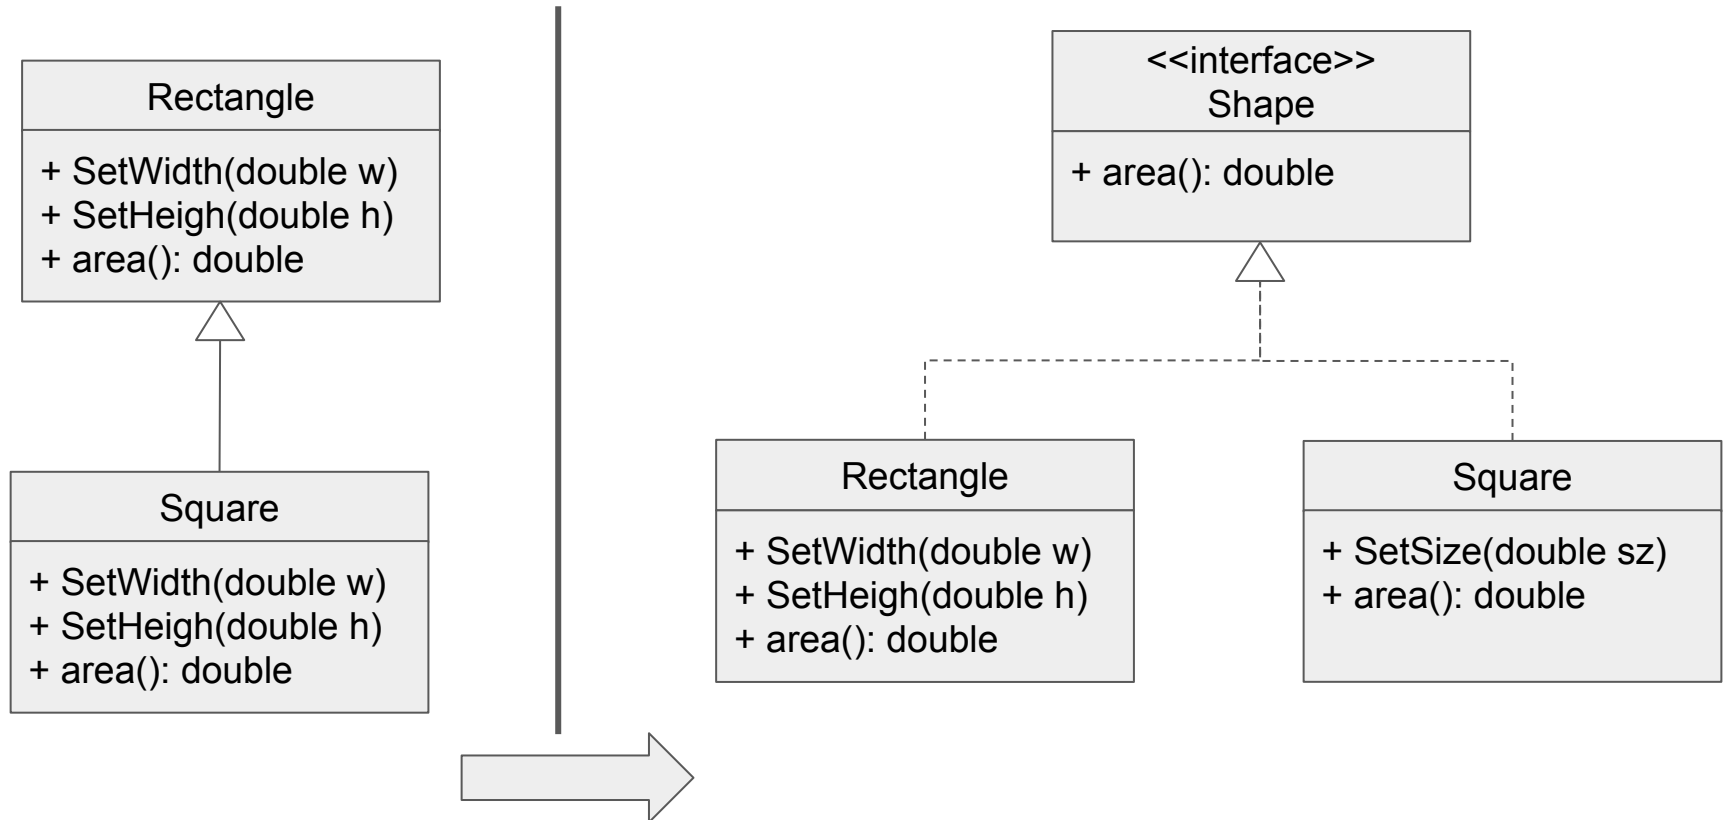 Rectangle
+ SetWidth(double w)
+ SetHeigh(double h)
+ area(): double
Square
+ SetWidth(double w)
+ SetHeigh(double h)
+ area(): double
<<interface>>
Shape
+ area(): double
Rectangle
+ SetWidth(double w)
+ SetHeigh(double h)
+ area(): double
Square
+ SetSize(double sz)
+ area(): double